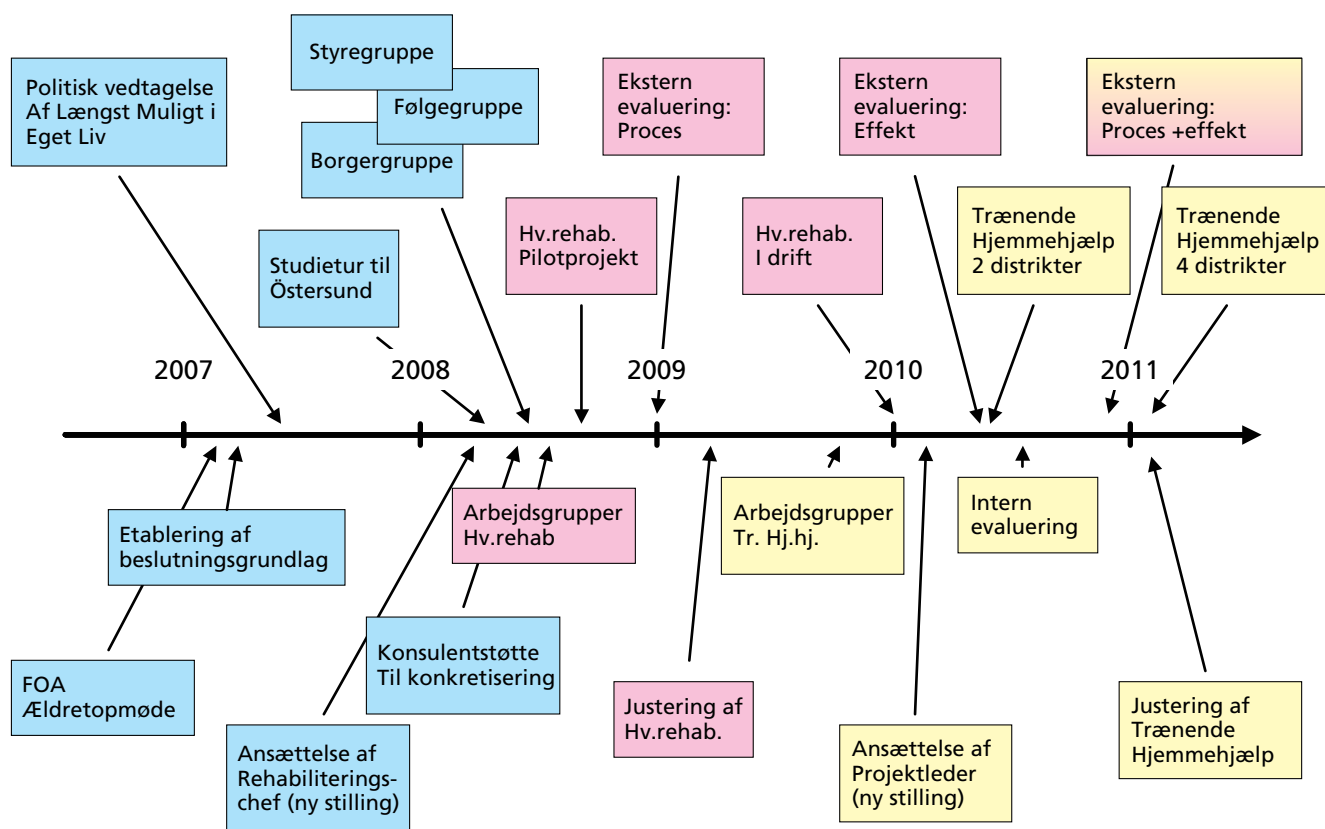 Styregruppe
Politisk vedtagelse
Af Længst Muligt i
Eget Liv
Følgegruppe
Borgergruppe
Ekstern
evaluering:
Proces
Ekstern
evaluering:
Effekt
Ekstern
evaluering:
Proces +effekt
Studietur til
Östersund
Hv.rehab.
Pilotprojekt
Hv.rehab.
I drift
Trænende
Hjemmehjælp
2 distrikter
Trænende
Hjemmehjælp
4 distrikter
2007
2008
2009
2010
2011
Etablering af
beslutningsgrundlag
Arbejdsgrupper
Hv.rehab
Arbejdsgrupper
Tr. Hj.hj.
Intern
evaluering
FOA
Ældretopmøde
Konsulentstøtte
Til konkretisering
Justering af
Hv.rehab.
Justering af
Trænende
Hjemmehjælp
Ansættelse af
Rehabiliterings-
chef (ny stilling)
Ansættelse af
Projektleder
(ny stilling)